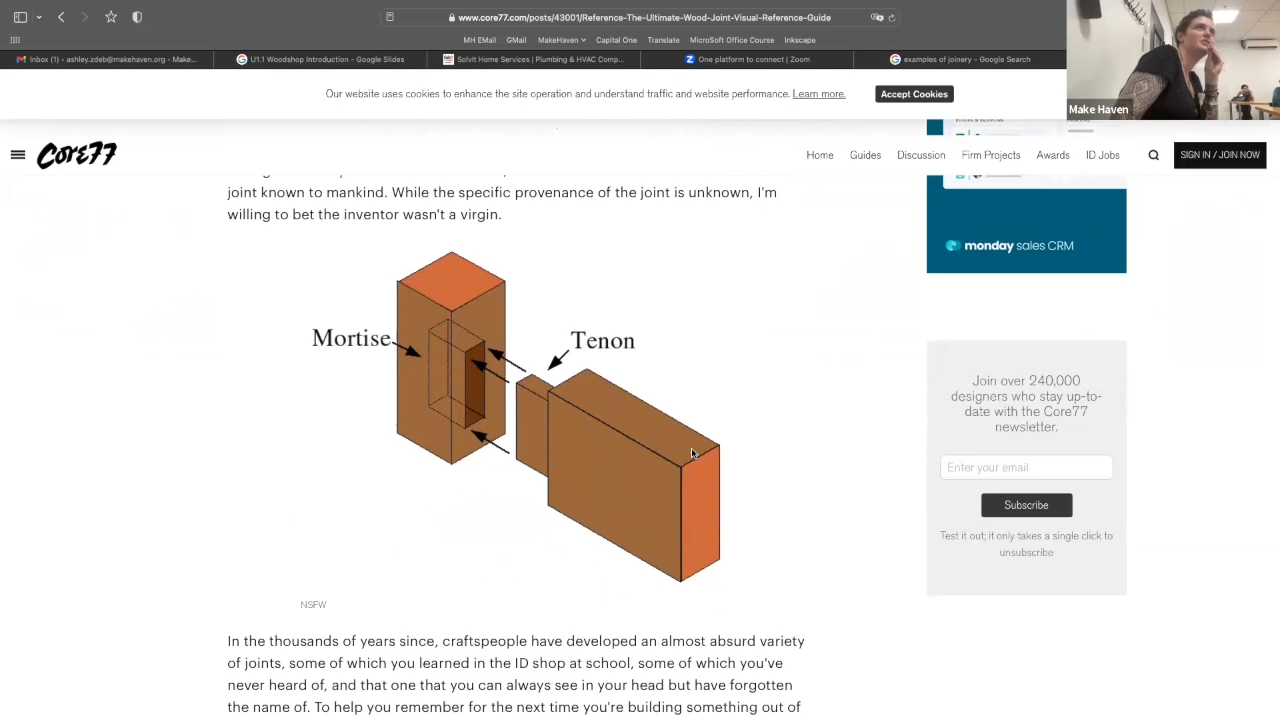 www.core77.com/posts/43001/Reference-The-Ultimate-Wood-Joint-Visual-Reference-Guide
MH EMail GMail MakeHaven Capital One Translate MicroSoft Office Course Inkscape
Inbox (1) - ashley.zdeb@makehaven.org - Make... U1.1 Woodshop Introduction - Google Slides Solvit Home Services | Plumbing & HVAC Comp... One platform to connect | Zoom examples of joinery - Google Search
Our website uses cookies to enhance the site operation and understand traffic and website performance. Learn more. Accept Cookies
Make Haven
CORE77
Home Guides Discussion Firm Projects Awards ID Jobs SIGN IN / JOIN NOW
joint known to mankind. While the specific provenance of the joint is unknown, I'm
willing to bet the inventor wasn't a virgin.
monday sales CRM
Mortise
Tenon
Join over 240,000
designers who stay up-to-
date with the Core77
newsletter.
Enter your email
Subscribe
Test it out; it only takes a single click to
unsubscribe
NSFW
In the thousands of years since, craftspeople have developed an almost absurd variety
of joints, some of which you learned in the ID shop at school, some of which you've
never heard of, and that one that you can always see in your head but have forgotten
the name of. To help you remember for the next time you're building something out of